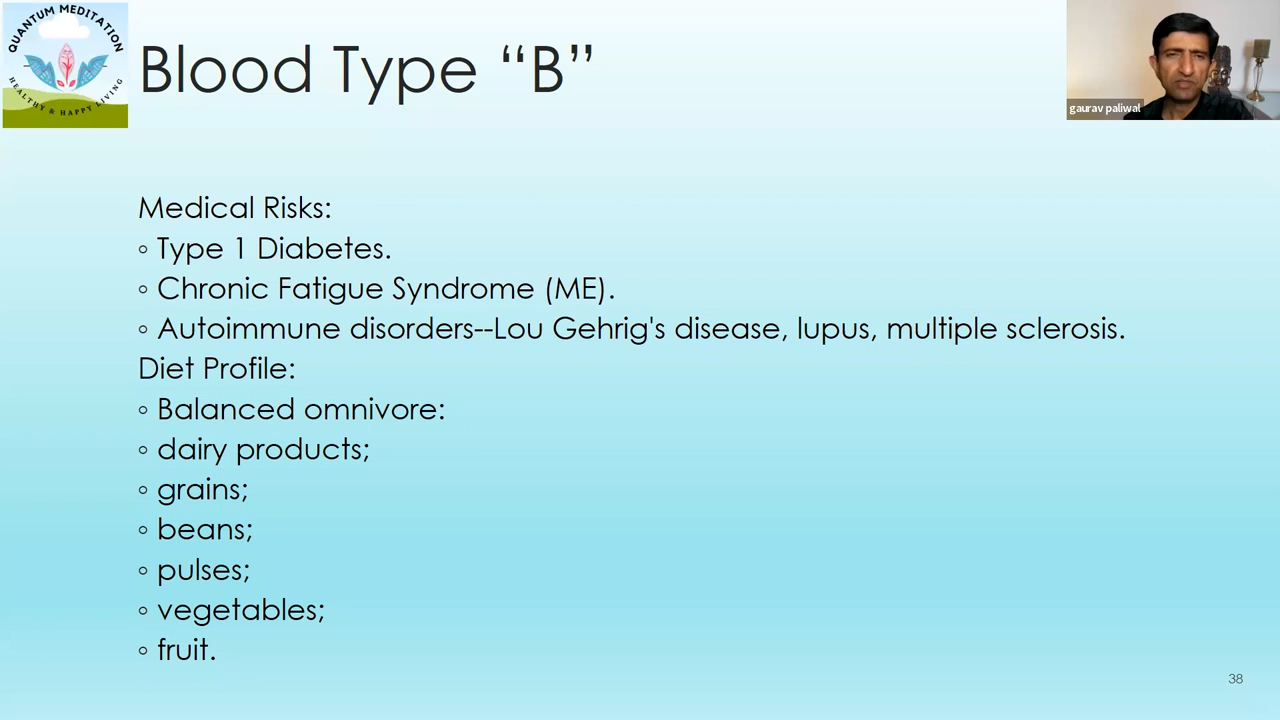 QUANTUM MEDITATION
HEALTHY & HAPPY LIVING
Blood Type “B”
gaurav paliwal
Medical Risks:
◦ Type 1 Diabetes.
◦ Chronic Fatigue Syndrome (ME).
◦ Autoimmune disorders--Lou Gehrig's disease, lupus, multiple sclerosis.
Diet Profile:
◦ Balanced omnivore:
◦ dairy products;
◦ grains;
◦ beans;
◦ pulses;
◦ vegetables;
◦ fruit.
38